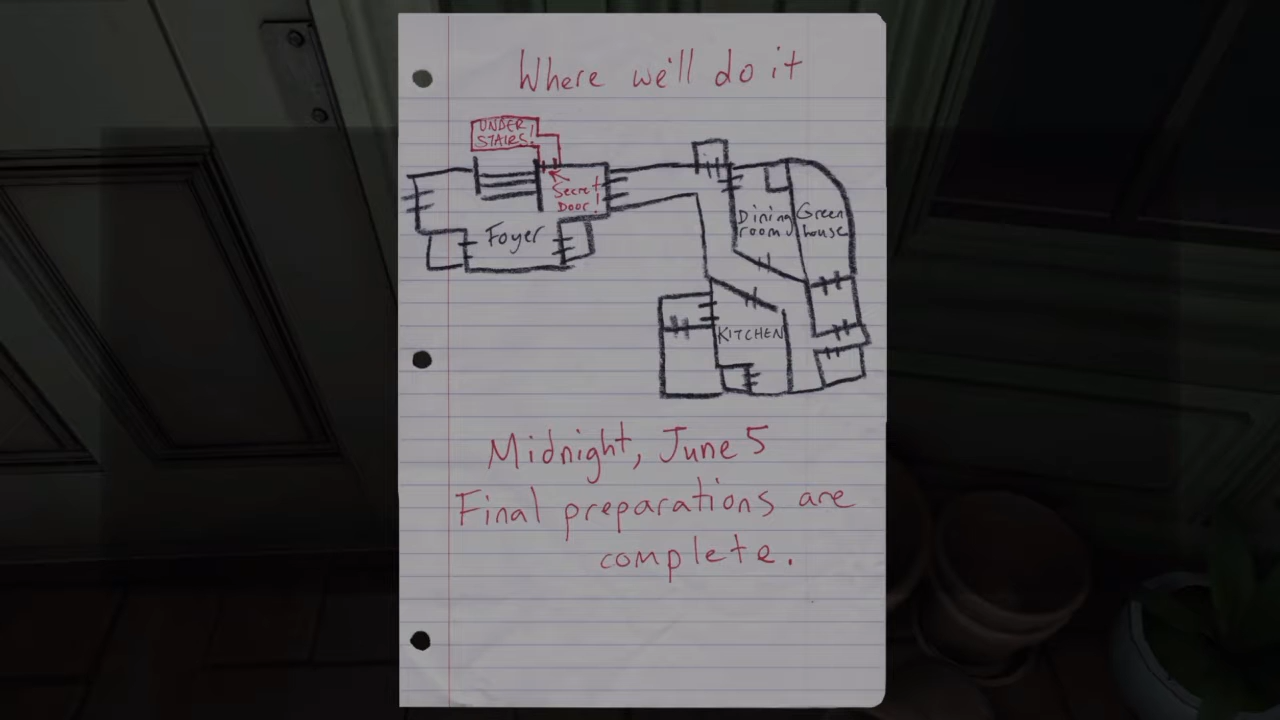 Where we'll do it
UNDER
STAIRS!
Secret
Door!
Foyer
Dining
room
Green
house
KITCHEN
Midnight, June 5
Final preparations are
complete.